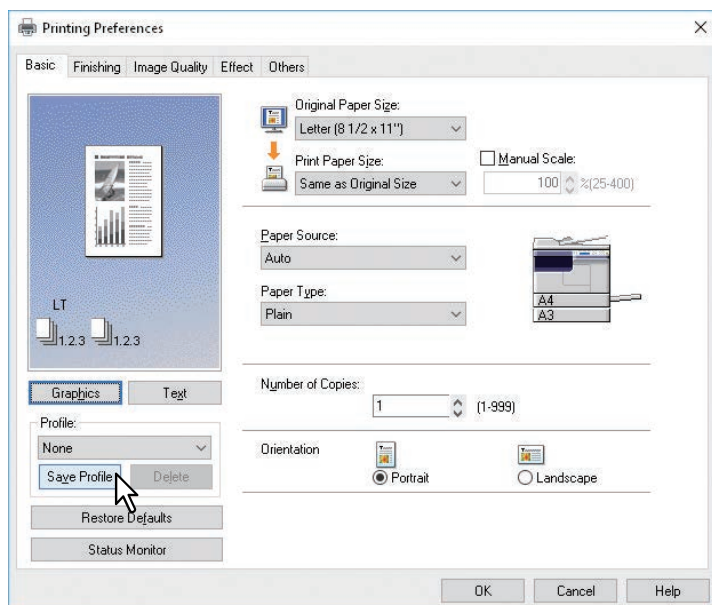 Printing Preferences
Basic Finishing Image Quality Effect Others
LT
1.2.3 1.2.3
Graphics Text
Profile:
None
Save Profile Delete
Restore Defaults
Status Monitor
Original Paper Size:
Letter (8 1/2 x 11")
Print Paper Size:
Same as Original Size
Manual Scale:
100 %(25-400)
Paper Source:
Auto
Paper Type:
Plain
A4
A3
Number of Copies:
1 (1-999)
Orientation
Portrait Landscape
OK Cancel Help